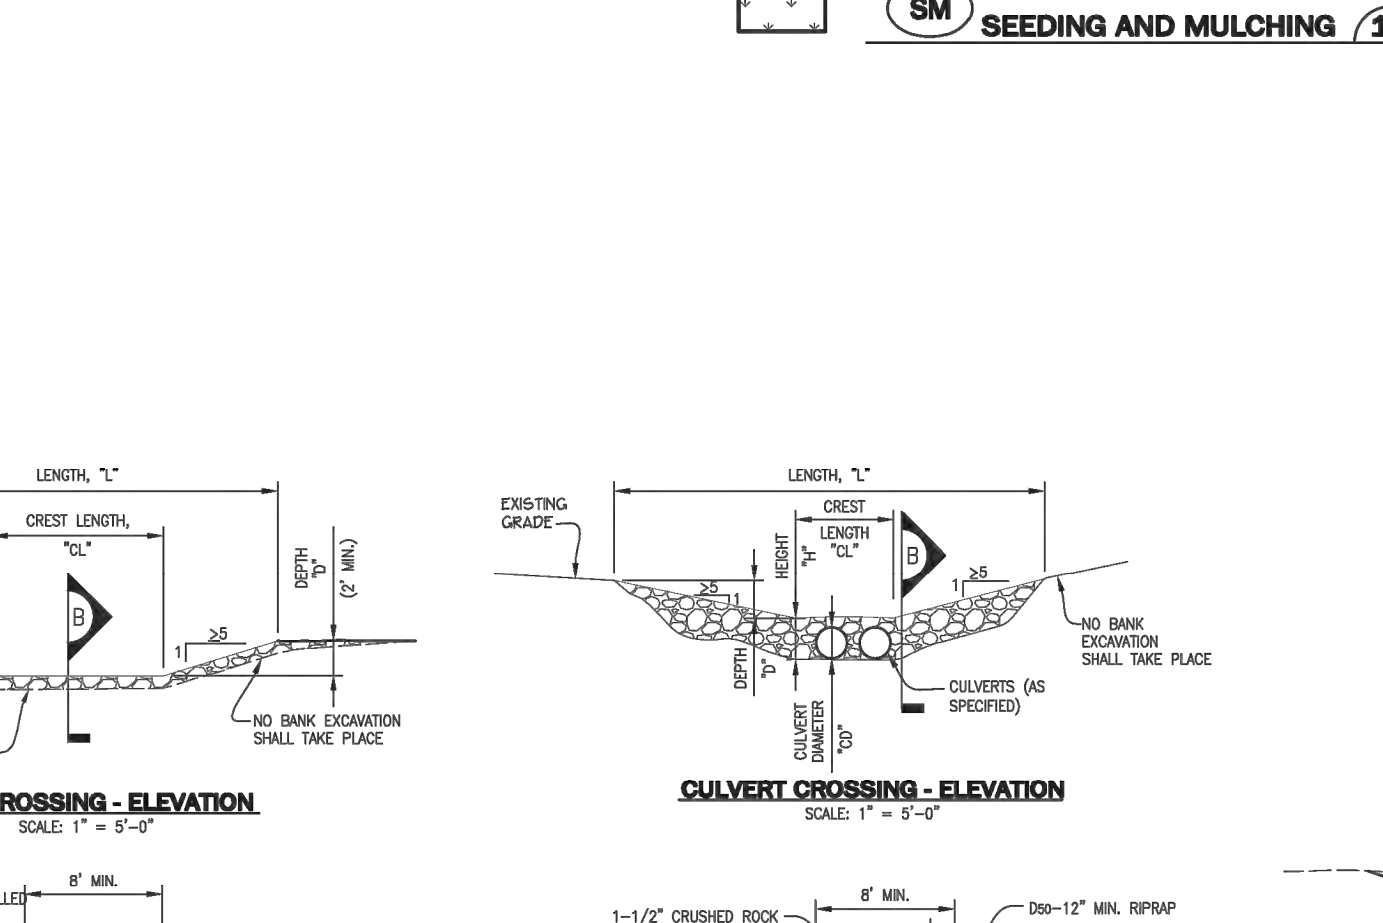 SM
SEEDING AND MULCHING
1
LENGTH, "L"
CREST LENGTH,
"CL"
B
DEPTH
"D"
(2' MIN.)
≥5
1
NO BANK EXCAVATION
SHALL TAKE PLACE
ROSSING - ELEVATION
SCALE: 1" = 5'-0"
8' MIN.
LLED
LENGTH, "L"
EXISTING
GRADE
CREST
LENGTH
"CL"
HEIGHT
"H"
B
≥5
1
1
≥5
NO BANK
EXCAVATION
SHALL TAKE PLACE
DEPTH
"D"
CULVERTS (AS
SPECIFIED)
CULVERT
DIAMETER
"CD"
CULVERT CROSSING - ELEVATION
SCALE: 1" = 5'-0"
8' MIN.
1-1/2" CRUSHED ROCK
D50-12" MIN. RIPRAP